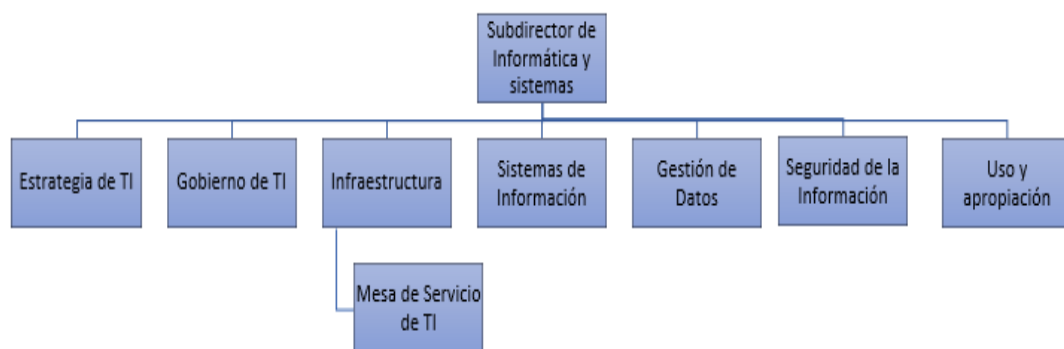 Subdirector de
Informática y
sistemas
Estrategia de TI
Gobierno de TI
Infraestructura
Sistemas de
Información
Gestión de
Datos
Seguridad de la
Información
Uso y
apropiación
Mesa de Servicio
de TI